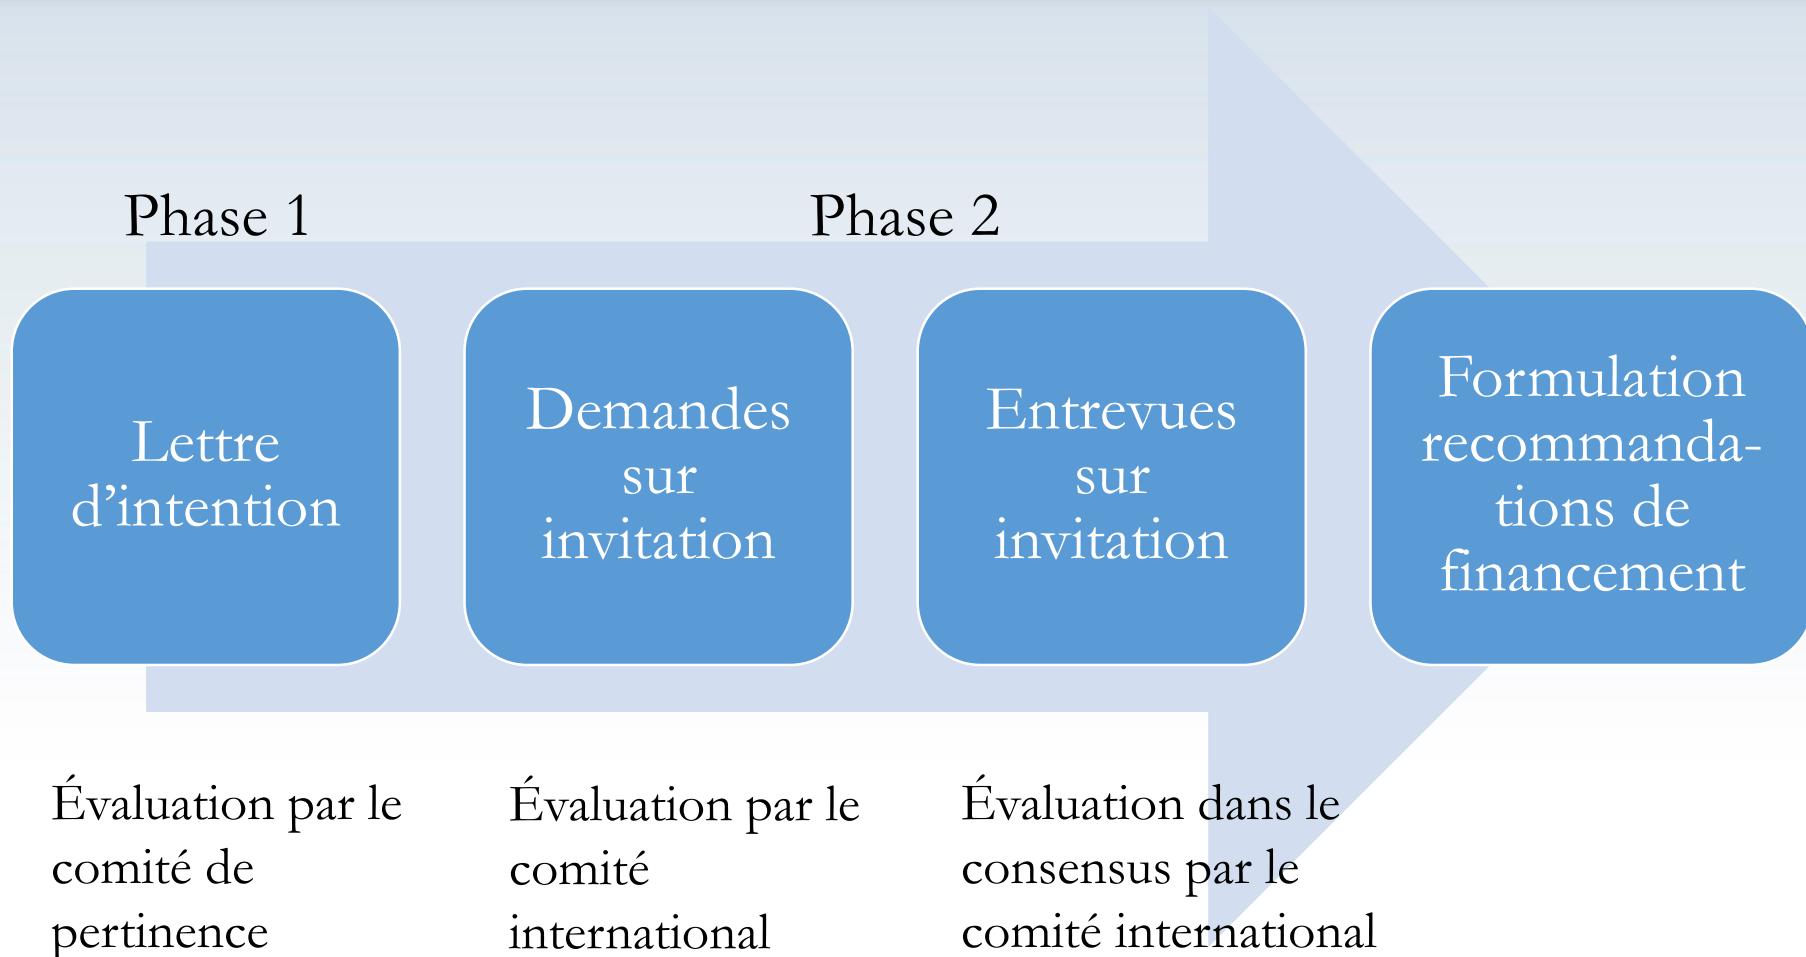 Phase 1
Phase 2
Lettre
d’intention
Demandes
sur
invitation
Entrevues
sur
invitation
Formulation
recommanda-
tions de
financement
Évaluation par le
comité de
pertinence
Évaluation par le
comité
international
Évaluation dans le
consensus par le
comité international